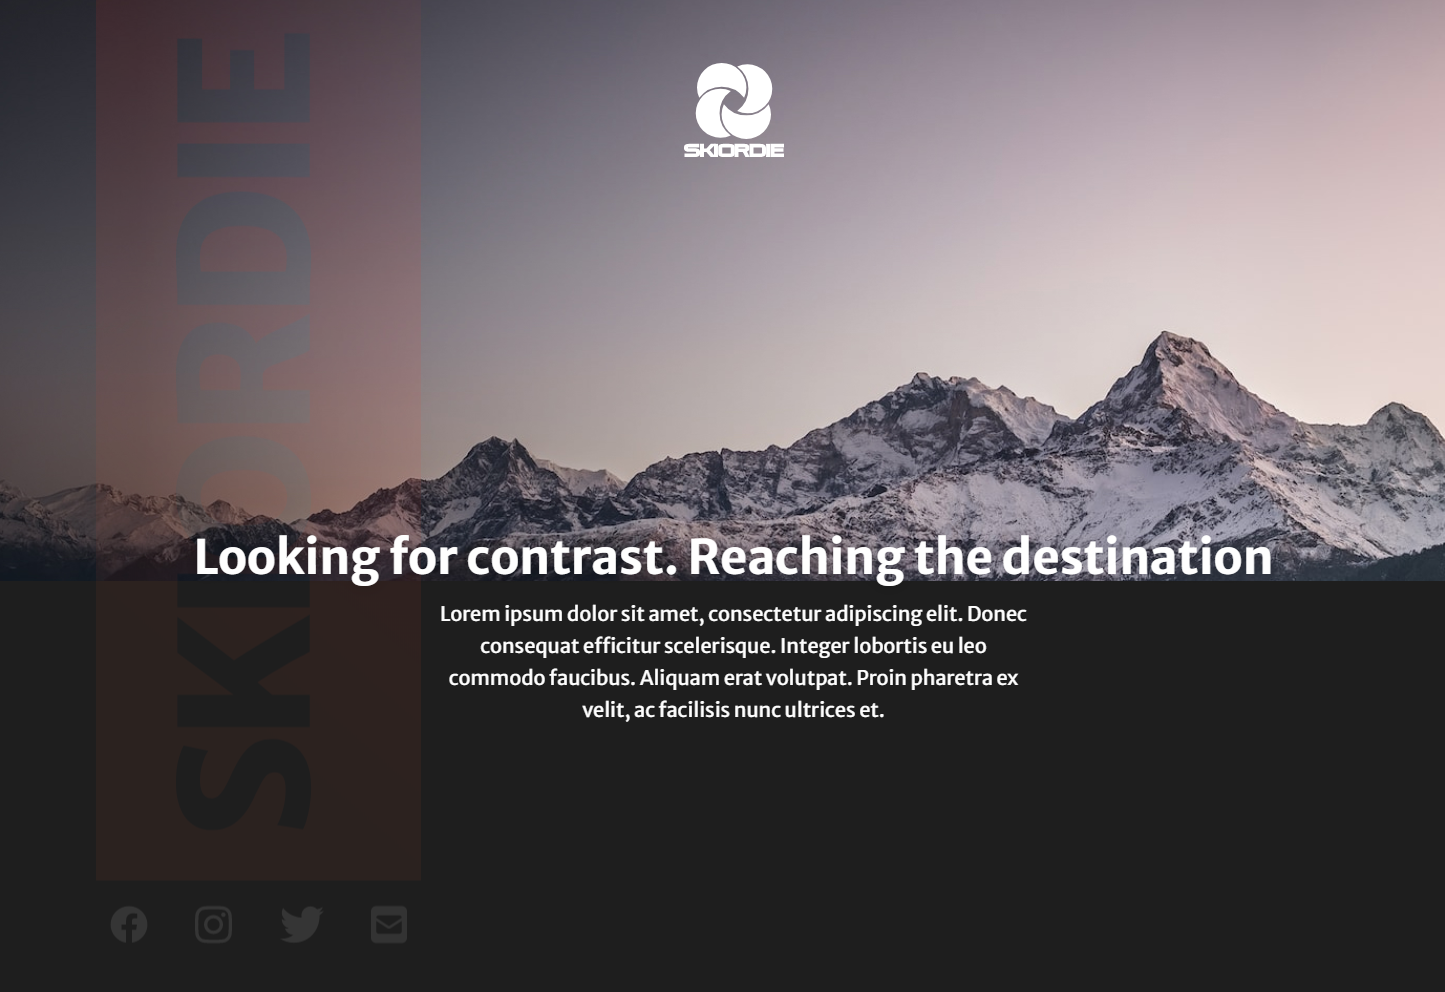 SKIORDIE
SKIORDIE
Looking for contrast. Reaching the destination
Lorem ipsum dolor sit amet, consectetur adipiscing elit. Donec
consequat efficitur scelerisque. Integer lobortis eu leo
commodo faucibus. Aliquam erat volutpat. Proin pharetra ex
velit, ac facilisis nunc ultrices et.